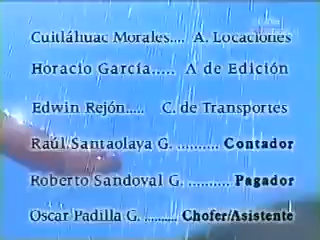 Cuitláhuac Morales.... A. Locaciones
Horacio García..... A de Edición
Edwin Rejón..... C. de Transportes
Raúl Santaolaya G. .......... Contador
Roberto Sandoval G. .......... Pagador
Oscar Padilla G. ......... Chofer/Asistente